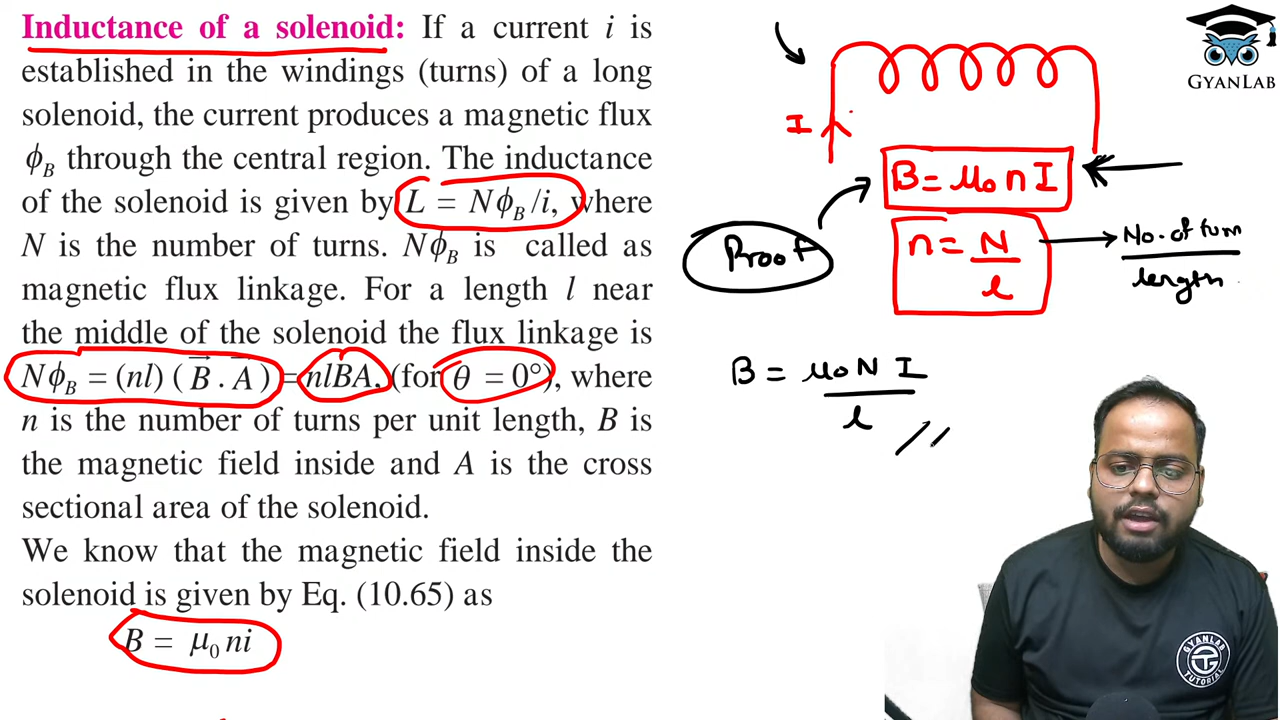 Inductance of a solenoid: If a current i is
established in the windings (turns) of a long
solenoid, the current produces a magnetic flux
ϕB through the central region. The inductance
of the solenoid is given by L = NϕB/i, where
N is the number of turns. NϕB is called as
magnetic flux linkage. For a length l near
the middle of the solenoid the flux linkage is
NϕB = (nl) (B⃗ . A⃗) = nlBA, (for θ = 0°), where
n is the number of turns per unit length, B is
the magnetic field inside and A is the cross
sectional area of the solenoid.
We know that the magnetic field inside the
solenoid is given by Eq. (10.65) as
B = μ0 ni
I
B = μ0 n I
Proof
n = N/l
No. of turn
length
B = μ0 N I / l
GYANLAB
GYANLAB
TUTORIAL